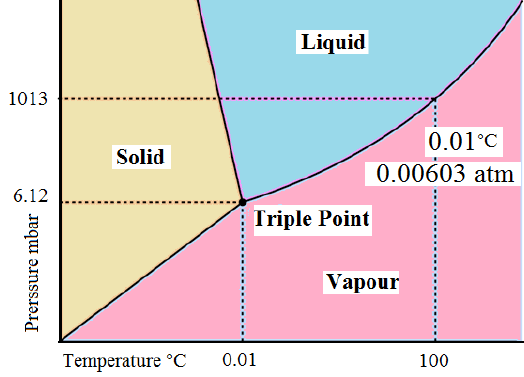 Liquid
1013
0.01°C
Solid
0.00603 atm
6.12
Triple Point
Prerssure mbar
Vapour
Temperature °C
0.01
100